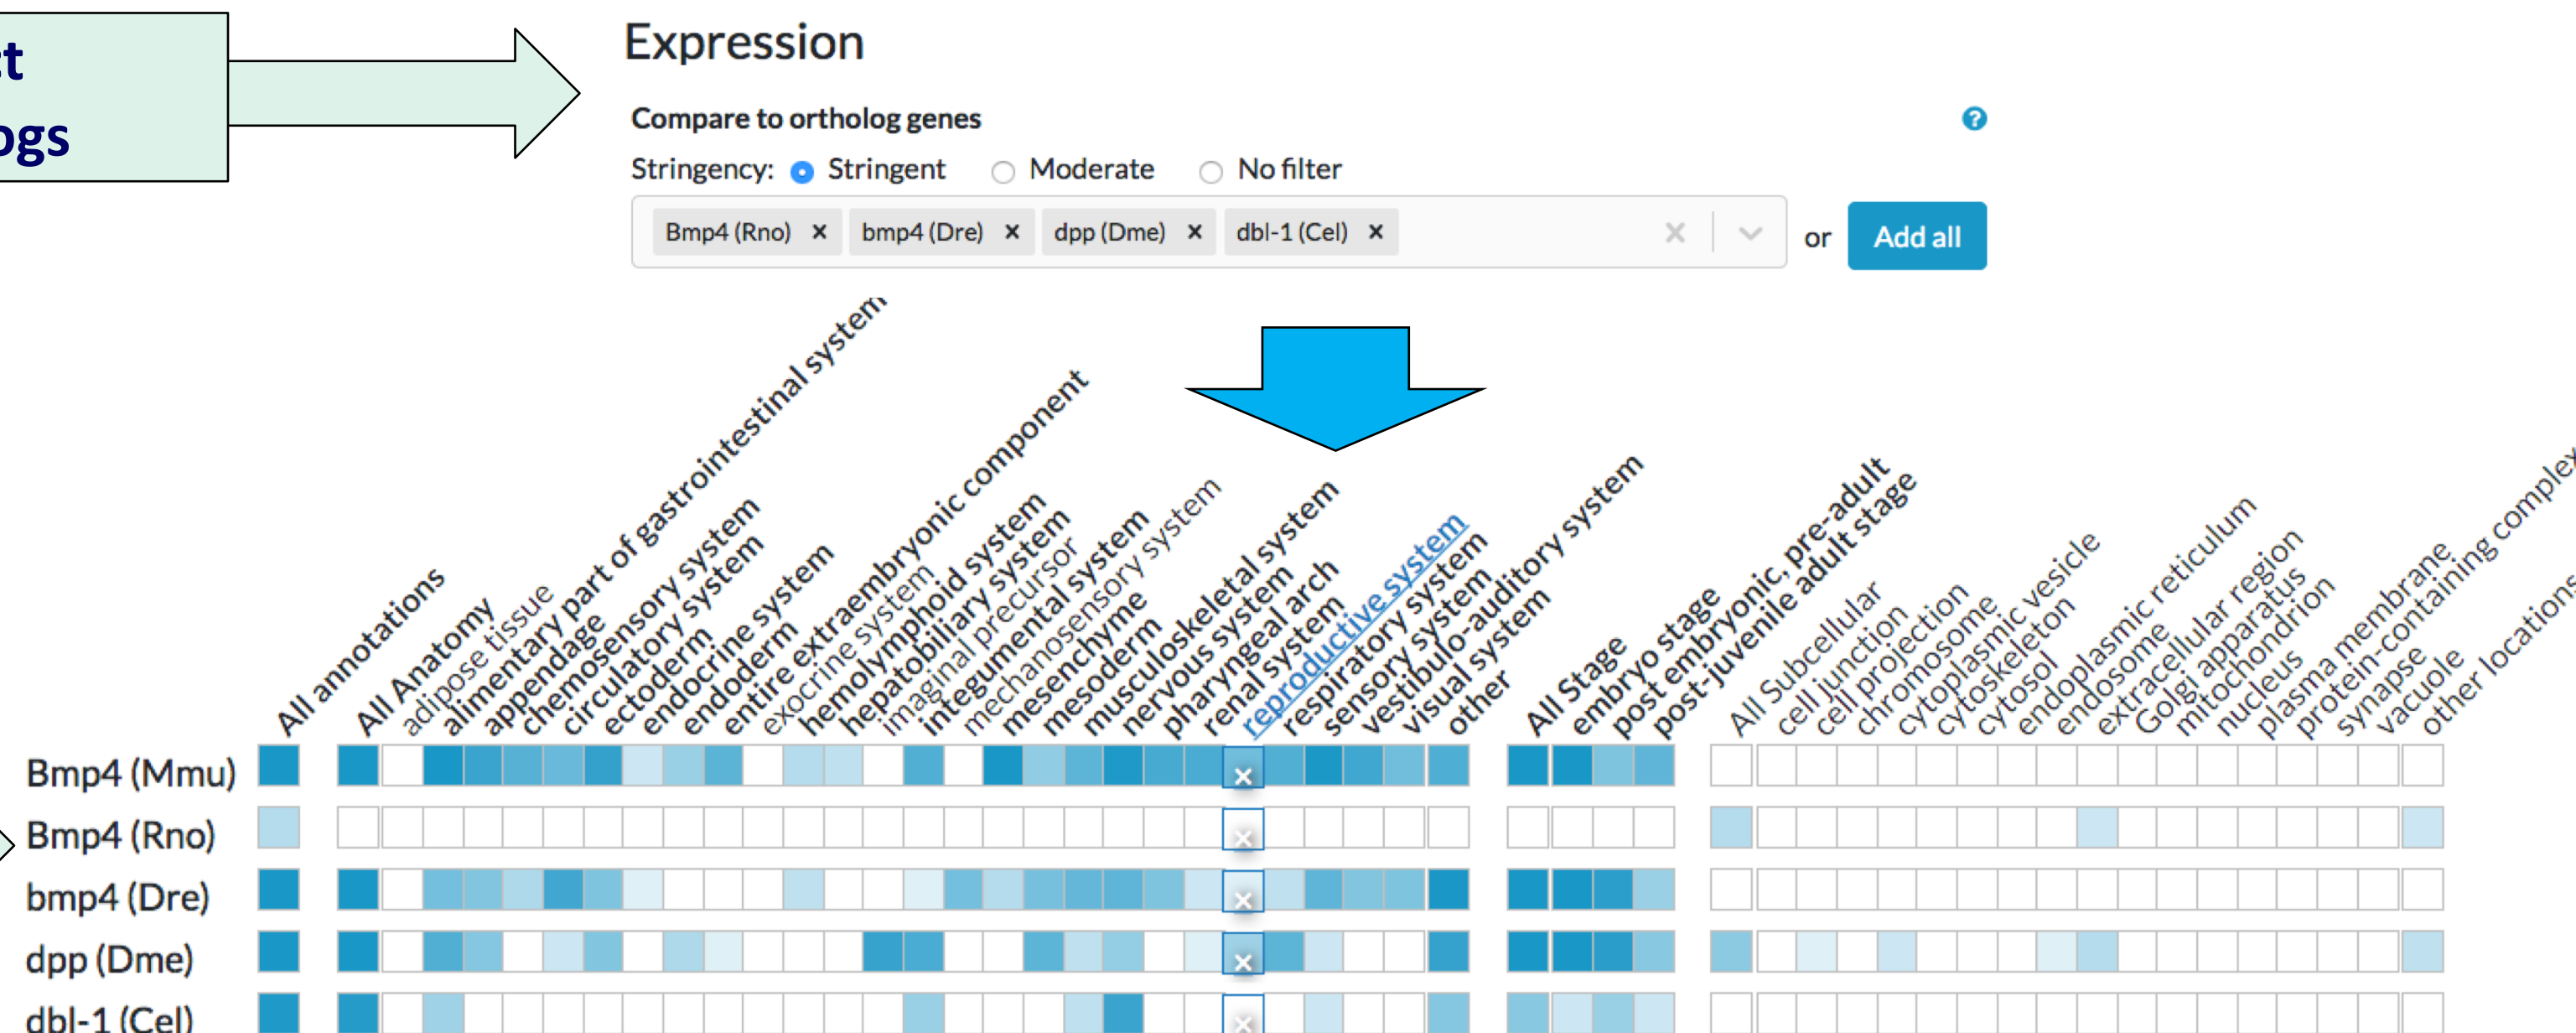 ct
ogs
Expression
Compare to ortholog genes
Stringency: Stringent Moderate No filter
Bmp4 (Rno) × bmp4 (Dre) × dpp (Dme) × dbl-1 (Cel) × or Add all
All annotations
All Anatomy
adipose tissue
alimentary part of gastrointestinal system
appendage
chemosensory system
circulatory system
ectoderm
endocrine system
endoderm
entire extraembryonic component
exocrine system
hemolymphoid system
hepatobiliary system
imaginal precursor
integumental system
mechanosensory system
mesenchyme
mesoderm
musculoskeletal system
nervous system
pharyngeal arch
renal system
reproductive system
respiratory system
sensory system
vestibulo-auditory system
visual system
other
All Stage
embryo stage
post embryonic, pre-adult
post-juvenile adult stage
All Subcellular
cell junction
cell projection
chromosome
cytoplasmic vesicle
cytoskeleton
cytosol
endoplasmic reticulum
endosome
extracellular region
Golgi apparatus
mitochondrion
nucleus
plasma membrane
protein-containing complex
synapse
vacuole
other locations
Bmp4 (Mmu)
Bmp4 (Rno)
bmp4 (Dre)
dpp (Dme)
dbl-1 (Cel)